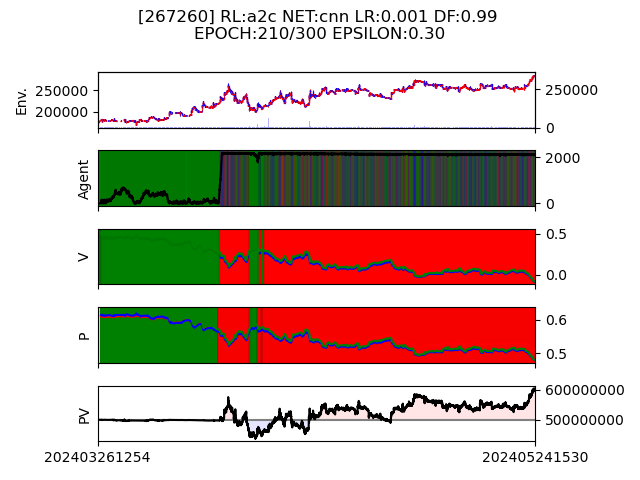 [267260] RL:a2c NET:cnn LR:0.001 DF:0.99
EPOCH:210/300 EPSILON:0.30
Env.
250000
200000
250000
0
Agent
2000
0
V
0.5
0.0
P
0.6
0.5
PV
600000000
500000000
202403261254
202405241530